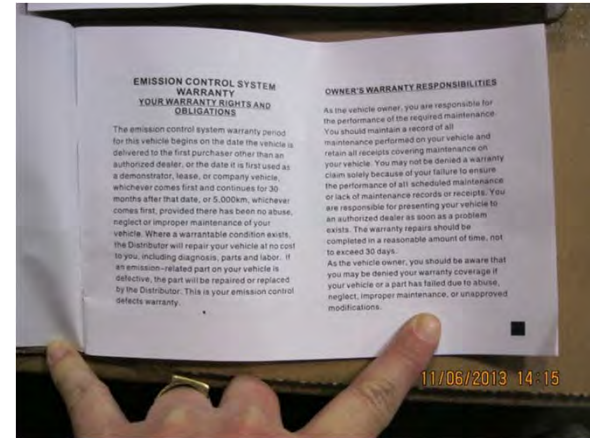 EMISSION CONTROL SYSTEM
WARRANTY
YOUR WARRANTY RIGHTS AND
OBLIGATIONS
The emission control system warranty period
for this vehicle begins on the date the vehicle is
delivered to the first purchaser other than an
authorized dealer, or the date it is first used as
a demonstrator, lease, or company vehicle,
whichever comes first and continues for 30
months after that date, or 5,000km, whichever
comes first, provided there has been no abuse,
neglect or improper maintenance of your
vehicle. Where a warrantable condition exists,
the Distributor will repair your vehicle at no cost
to you, including diagnosis, parts and labor. If
an emission-related part on your vehicle is
defective, the part will be repaired or replaced
by the Distributor. This is your emission control
defects warranty.
OWNER'S WARRANTY RESPONSIBILITIES
As the vehicle owner, you are responsible for
the performance of the required maintenance.
You should maintain a record of all
maintenance performed on your vehicle and
retain all receipts covering maintenance on
your vehicle. You may not be denied a warranty
claim solely because of your failure to ensure
the performance of all scheduled maintenance
or lack of maintenance records or receipts. You
are responsible for presenting your vehicle to
an authorized dealer as soon as a problem
exists. The warranty repairs should be
completed in a reasonable amount of time, not
to exceed 30 days.
As the vehicle owner, you should be aware that
you may be denied your warranty coverage if
your vehicle or a part has failed due to abuse,
neglect, improper maintenance, or unapproved
modifications.
11/06/2013 14:15